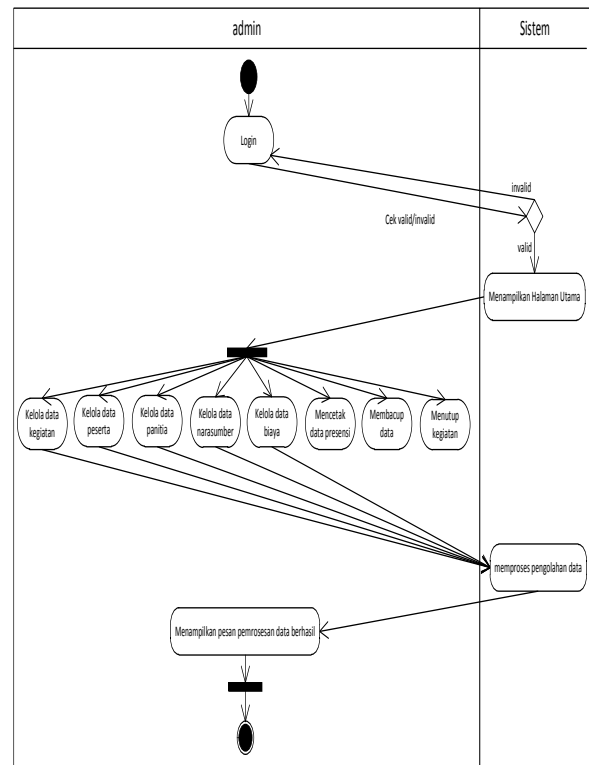 admin
Sistem
Login
invalid
Cek valid/invalid
valid
Menampilkan Halaman Utama
Kelola data
kegiatan
Kelola data
peserta
Kelola data
panitia
Kelola data
narasumber
Kelola data
biaya
Mencetak
data presensi
Membacup
data
Menutup
kegiatan
memproses pengolahan data
Menampilkan pesan pemrosesan data berhasil